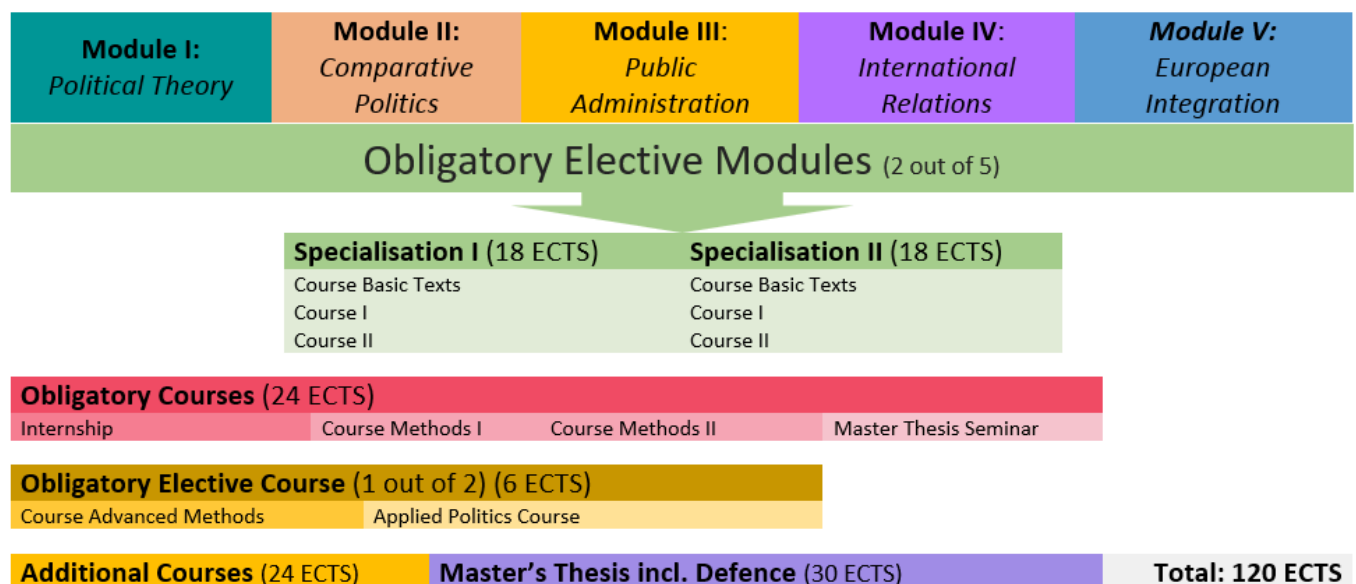 Module I:
Political Theory
Module II:
Comparative
Politics
Module III:
Public
Administration
Module IV:
International
Relations
Module V:
European
Integration
Obligatory Elective Modules (2 out of 5)
Specialisation I (18 ECTS)
Course Basic Texts
Course I
Course II
Specialisation II (18 ECTS)
Course Basic Texts
Course I
Course II
Obligatory Courses (24 ECTS)
Internship
Course Methods I
Course Methods II
Master Thesis Seminar
Obligatory Elective Course (1 out of 2) (6 ECTS)
Course Advanced Methods
Applied Politics Course
Additional Courses (24 ECTS)
Master's Thesis incl. Defence (30 ECTS)
Total: 120 ECTS